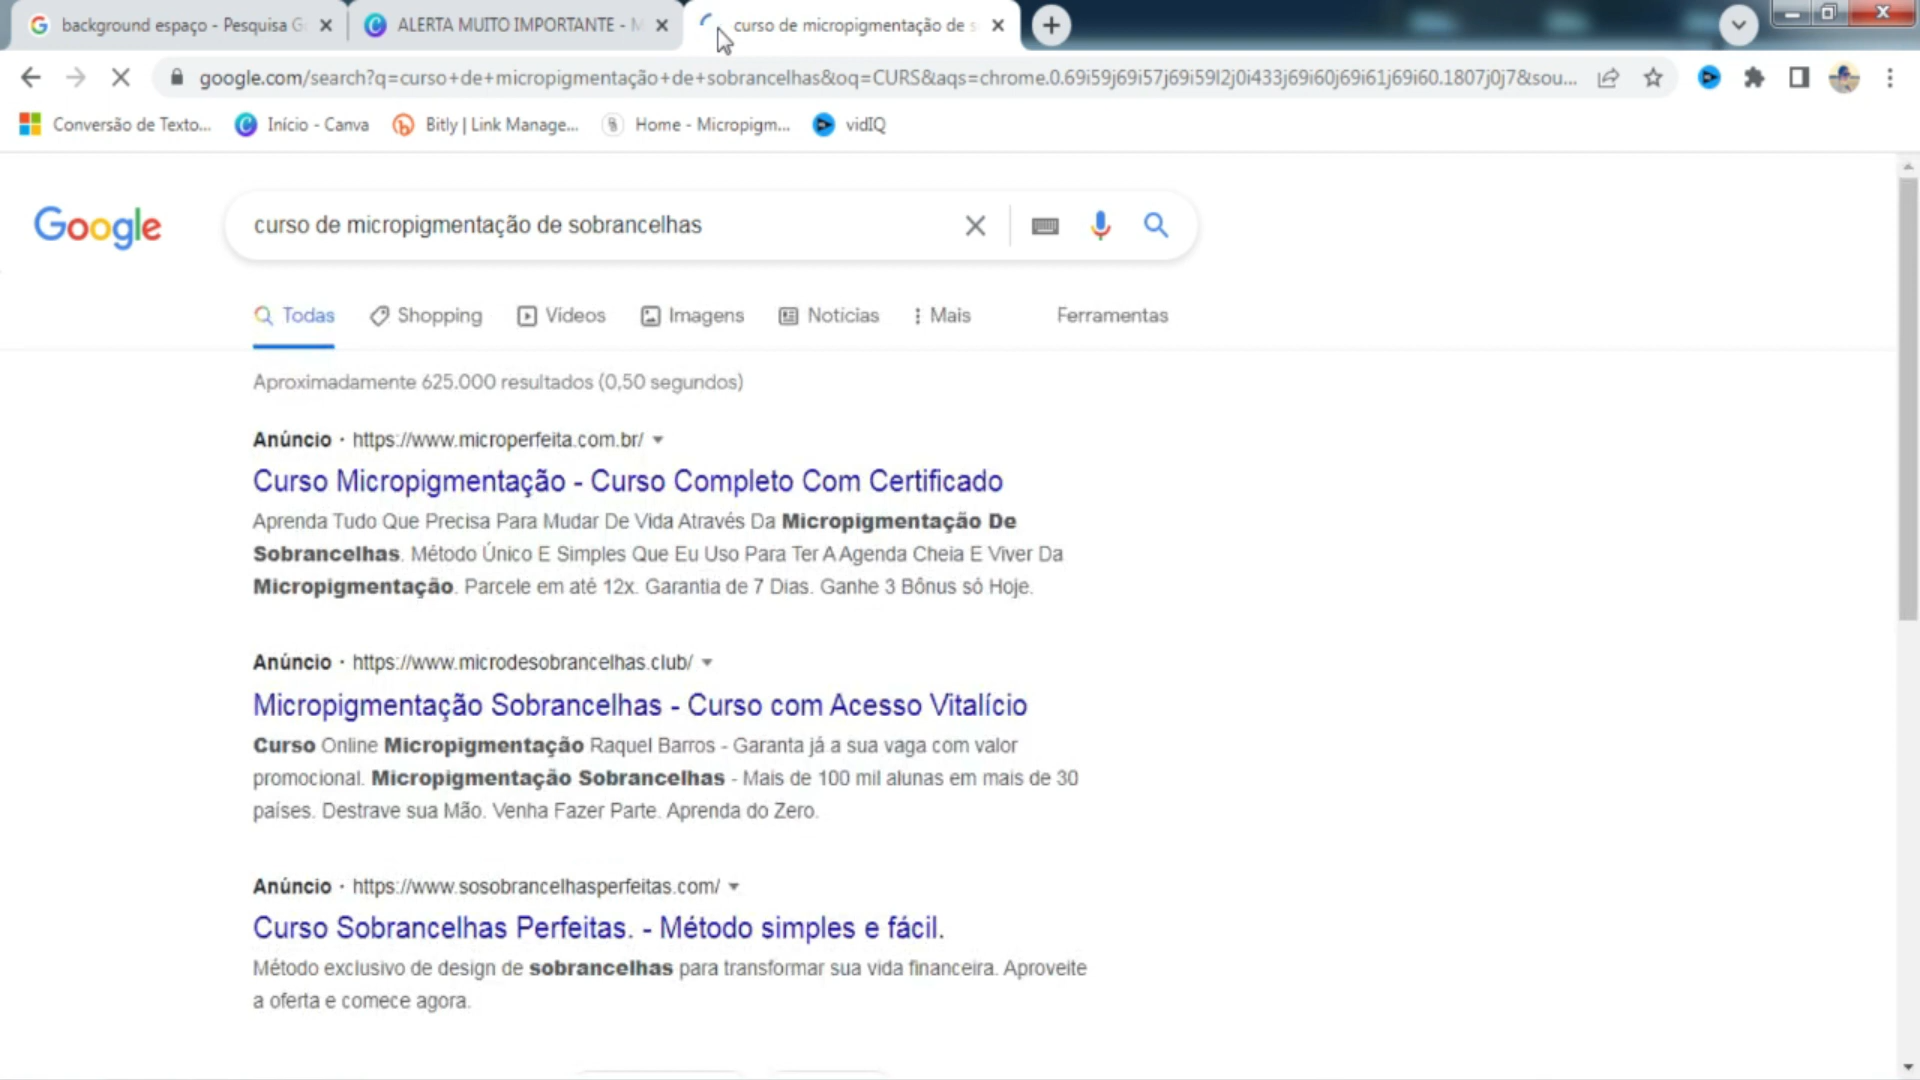 background espaço - Pesquisa G
ALERTA MUITO IMPORTANTE - M
curso de micropigmentação de s
google.com/search?q=curso+de+micropigmentação+de+sobrancelhas&oq=CURS&aqs=chrome.0.69i59j69i57j69i59l2j0i433j69i60j69i61j69i60.1807j0j7&sou...
Conversão de Texto...
Início - Canva
Bitly | Link Manage...
Home - Micropigm...
vidIQ
Google
curso de micropigmentação de sobrancelhas
Todas
Shopping
Vídeos
Imagens
Notícias
Mais
Ferramentas
Aproximadamente 625.000 resultados (0,50 segundos)
Anúncio · https://www.microperfeita.com.br/
Curso Micropigmentação - Curso Completo Com Certificado
Aprenda Tudo Que Precisa Para Mudar De Vida Através Da Micropigmentação De
Sobrancelhas. Método Único E Simples Que Eu Uso Para Ter A Agenda Cheia E Viver Da
Micropigmentação. Parcele em até 12x. Garantia de 7 Dias. Ganhe 3 Bônus só Hoje.
Anúncio · https://www.microdesobrancelhas.club/
Micropigmentação Sobrancelhas - Curso com Acesso Vitalício
Curso Online Micropigmentação Raquel Barros - Garanta já a sua vaga com valor
promocional. Micropigmentação Sobrancelhas - Mais de 100 mil alunas em mais de 30
países. Destrave sua Mão. Venha Fazer Parte. Aprenda do Zero.
Anúncio · https://www.sosobrancelhasperfeitas.com/
Curso Sobrancelhas Perfeitas. - Método simples e fácil.
Método exclusivo de design de sobrancelhas para transformar sua vida financeira. Aproveite
a oferta e comece agora.